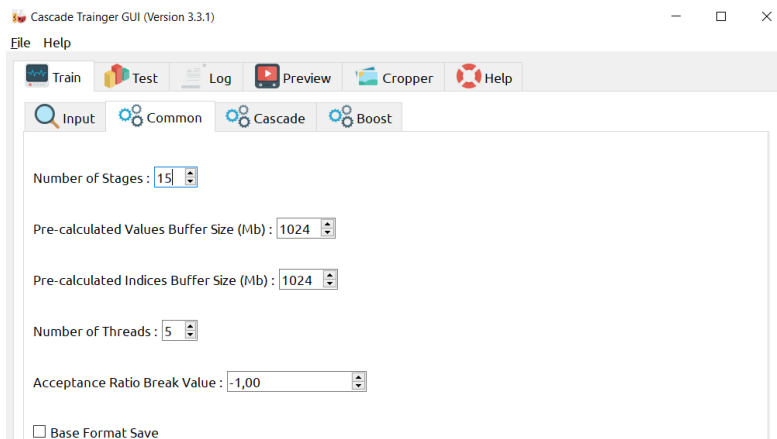 Cascade Trainger GUI (Version 3.3.1)
File Help
Train Test Log Preview Cropper Help
Input Common Cascade Boost
Number of Stages : 15
Pre-calculated Values Buffer Size (Mb) : 1024
Pre-calculated Indices Buffer Size (Mb) : 1024
Number of Threads : 5
Acceptance Ratio Break Value : -1,00
Base Format Save